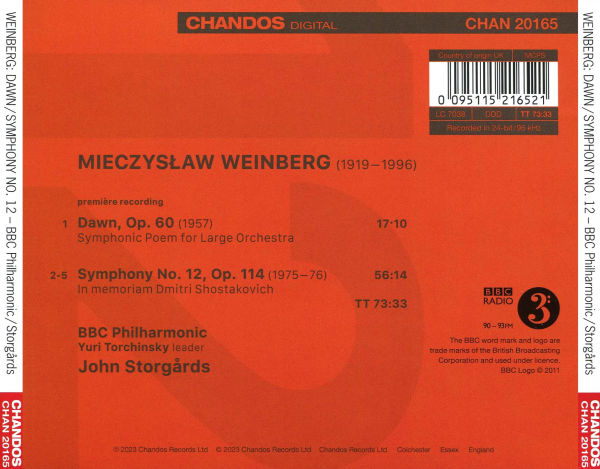 CHANDOS DIGITAL
CHAN 20165
Country of origin UK
MCPS
0 095115 216521
LC 7038
DDD
TT 73:33
Recorded in 24-bit/96 kHz
MIECZYSŁAW WEINBERG (1919–1996)
première recording
1 Dawn, Op. 60 (1957) 17·10
Symphonic Poem for Large Orchestra
2-5 Symphony No. 12, Op. 114 (1975–76) 56:14
In memoriam Dmitri Shostakovich
TT 73:33
BBC Philharmonic
Yuri Torchinsky leader
John Storgårds
BBC
RADIO
3
90 – 93 FM
The BBC word mark and logo are
trade marks of the British Broadcasting
Corporation and used under licence.
BBC Logo © 2011
℗ 2023 Chandos Records Ltd © 2023 Chandos Records Ltd Chandos Records Ltd Colchester Essex England
WEINBERG: DAWN/SYMPHONY NO. 12 – BBC Philharmonic/Storgårds
CHANDOS
CHAN 20165
WEINBERG: DAWN/SYMPHONY NO. 12 – BBC Philharmonic/Storgårds
CHANDOS
CHAN 20165